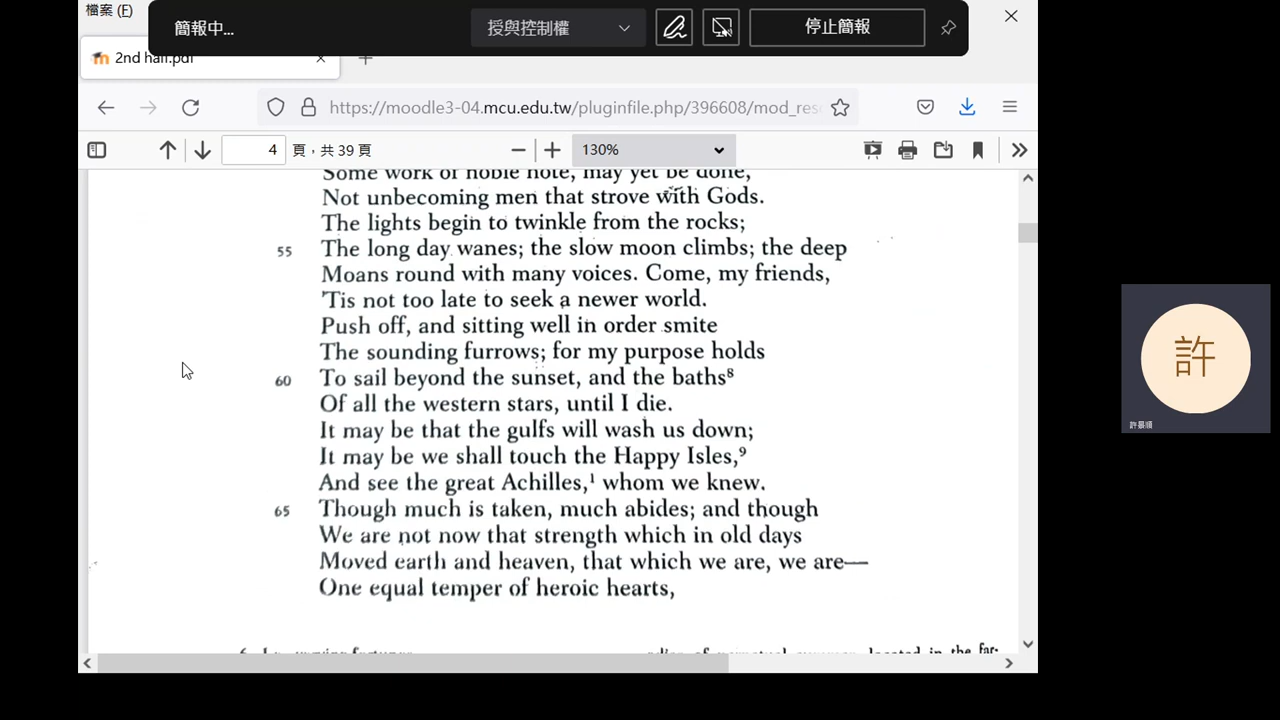 檔案 (F)
簡報中...
授與控制權
停止簡報
2nd half.pdf
https://moodle3-04.mcu.edu.tw/pluginfile.php/396608/mod_res
4 頁，共 39 頁
130%
Some work of noble note, may yet be done,
Not unbecoming men that strove with Gods.
The lights begin to twinkle from the rocks;
55 The long day wanes; the slow moon climbs; the deep
Moans round with many voices. Come, my friends,
'Tis not too late to seek a newer world.
Push off, and sitting well in order smite
The sounding furrows; for my purpose holds
60 To sail beyond the sunset, and the baths⁸
Of all the western stars, until I die.
It may be that the gulfs will wash us down;
It may be we shall touch the Happy Isles,⁹
And see the great Achilles,¹ whom we knew.
65 Though much is taken, much abides; and though
We are not now that strength which in old days
Moved earth and heaven, that which we are, we are—
One equal temper of heroic hearts,
of perpetual summer, located in the far-
許